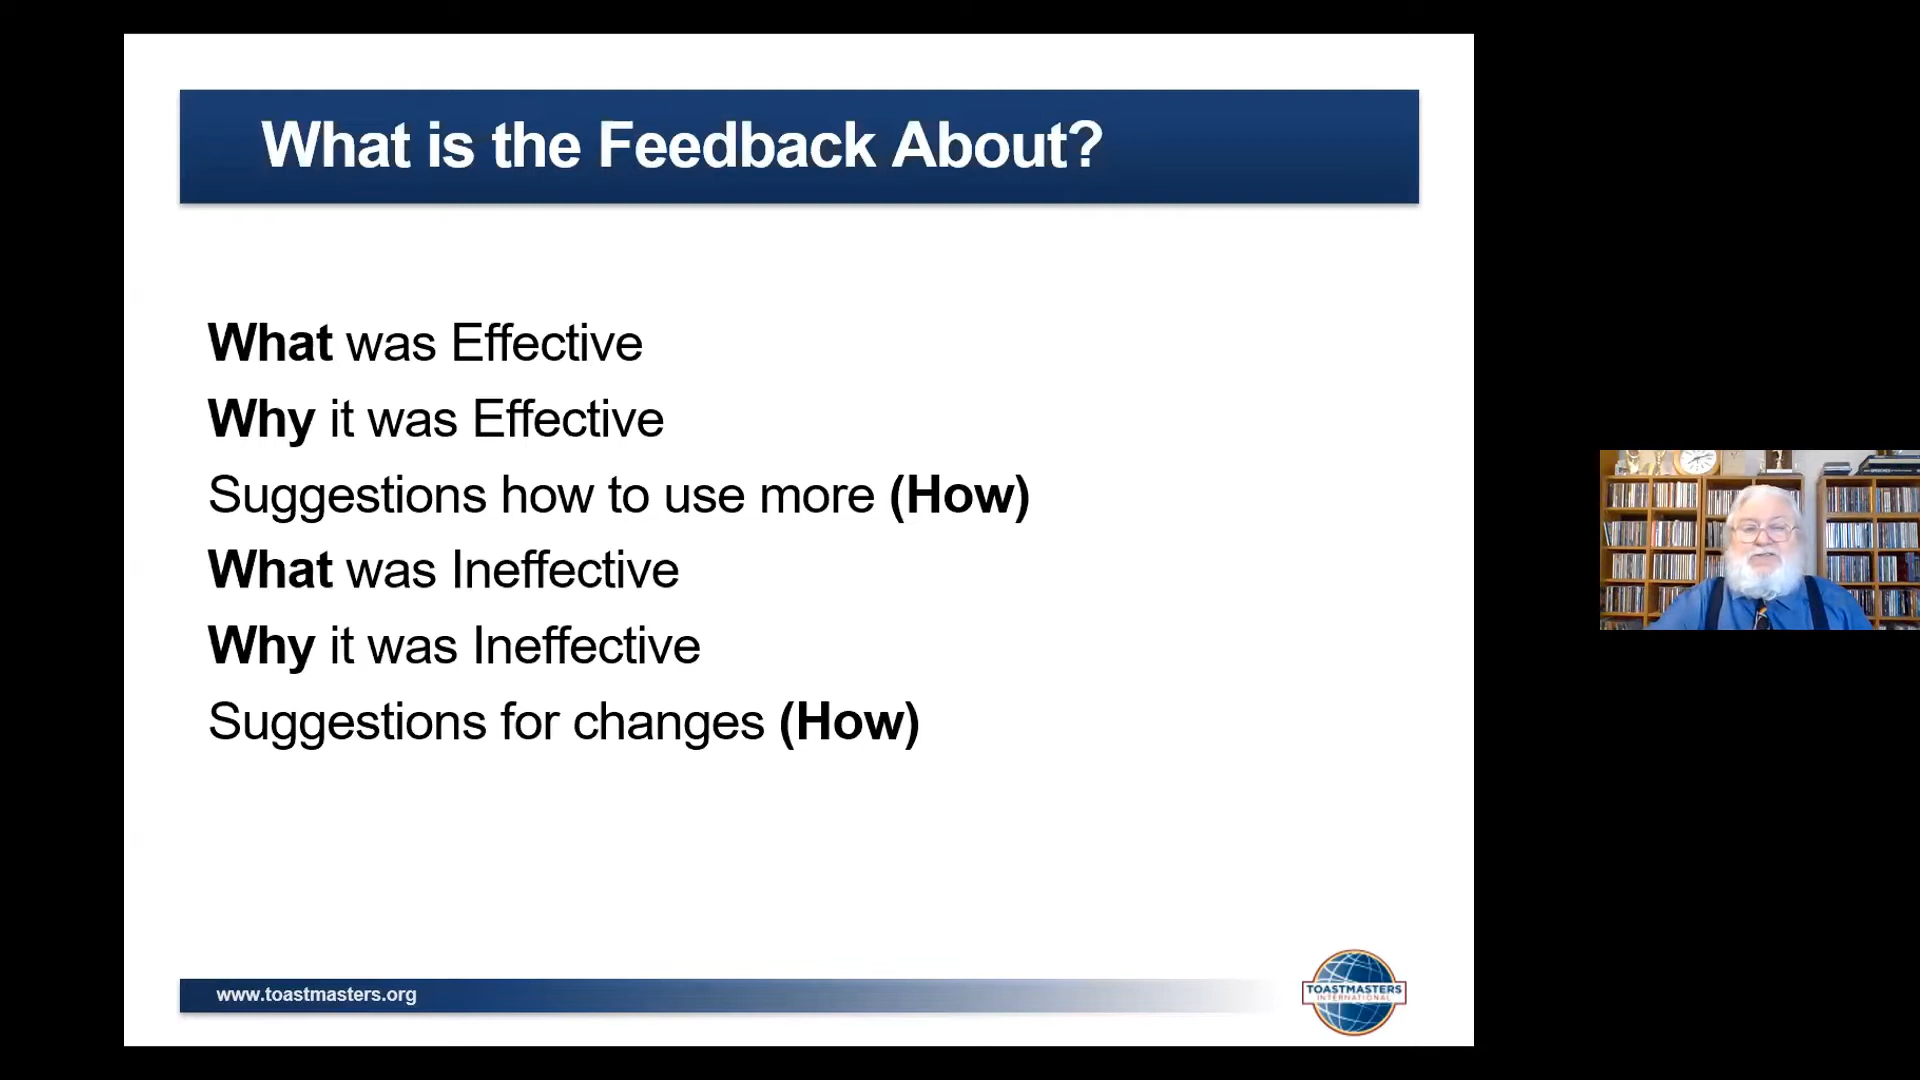 What is the Feedback About?
What was Effective
Why it was Effective
Suggestions how to use more (How)
What was Ineffective
Why it was Ineffective
Suggestions for changes (How)
www.toastmasters.org
TOASTMASTERS
INTERNATIONAL